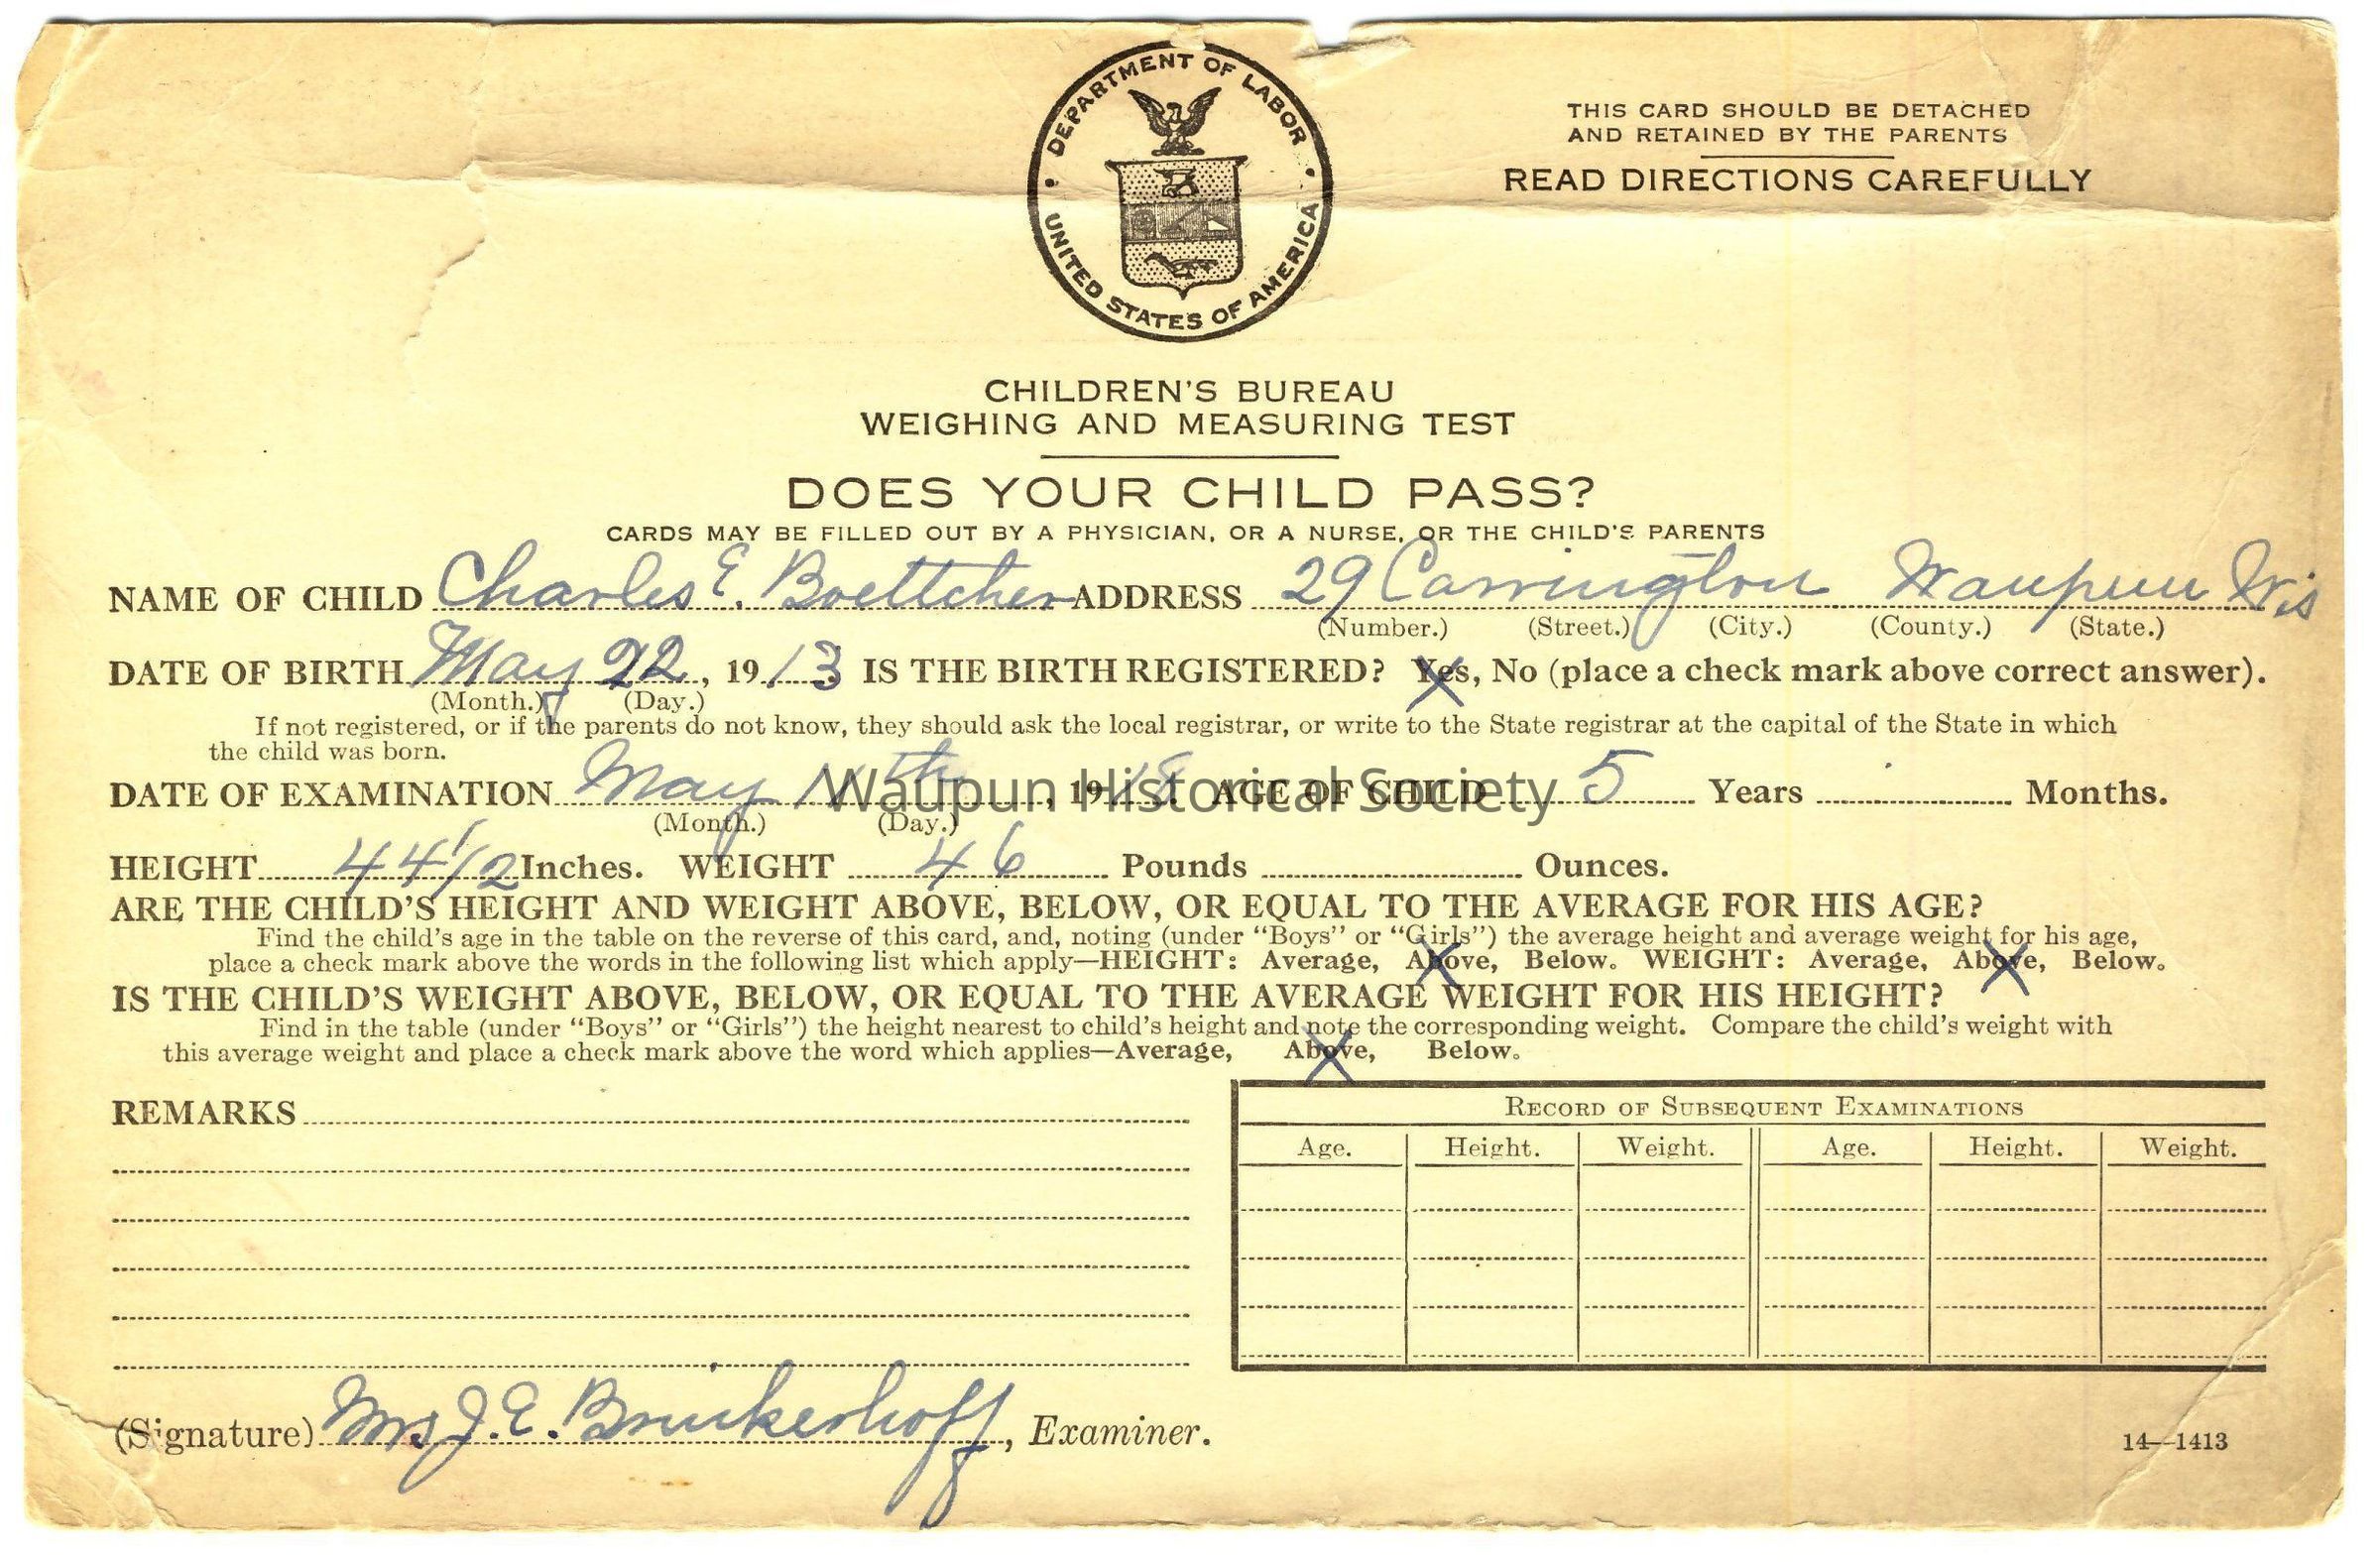 DEPARTMENT OF LABOR
UNITED STATES OF AMERICA
THIS CARD SHOULD BE DETACHED
AND RETAINED BY THE PARENTS
READ DIRECTIONS CAREFULLY
CHILDREN'S BUREAU
WEIGHING AND MEASURING TEST
DOES YOUR CHILD PASS?
CARDS MAY BE FILLED OUT BY A PHYSICIAN, OR A NURSE, OR THE CHILD'S PARENTS
NAME OF CHILD Charles E. Boettcher ADDRESS 29 Carrington Waupun Wis
(Number.) (Street.) (City.) (County.) (State.)
DATE OF BIRTH May 22, 1913 IS THE BIRTH REGISTERED? Yes, No (place a check mark above correct answer).
(Month.) (Day.)
If not registered, or if the parents do not know, they should ask the local registrar, or write to the State registrar at the capital of the State in which
the child was born.
DATE OF EXAMINATION May 11th, 1918. AGE OF CHILD 5 Years Months.
Waupun Historical Society
(Month.) (Day.)
HEIGHT 44 1/2 Inches. WEIGHT 46 Pounds Ounces.
ARE THE CHILD'S HEIGHT AND WEIGHT ABOVE, BELOW, OR EQUAL TO THE AVERAGE FOR HIS AGE?
Find the child's age in the table on the reverse of this card, and, noting (under "Boys" or "Girls") the average height and average weight for his age,
place a check mark above the words in the following list which apply—HEIGHT: Average, Above, Below. WEIGHT: Average, Above, Below.
IS THE CHILD'S WEIGHT ABOVE, BELOW, OR EQUAL TO THE AVERAGE WEIGHT FOR HIS HEIGHT?
Find in the table (under "Boys" or "Girls") the height nearest to child's height and note the corresponding weight. Compare the child's weight with
this average weight and place a check mark above the word which applies—Average, Above, Below.
REMARKS
RECORD OF SUBSEQUENT EXAMINATIONS
Age. Height. Weight. Age. Height. Weight.
(Signature) Mrs J. E. Brinkerhoff, Examiner.
14—1413